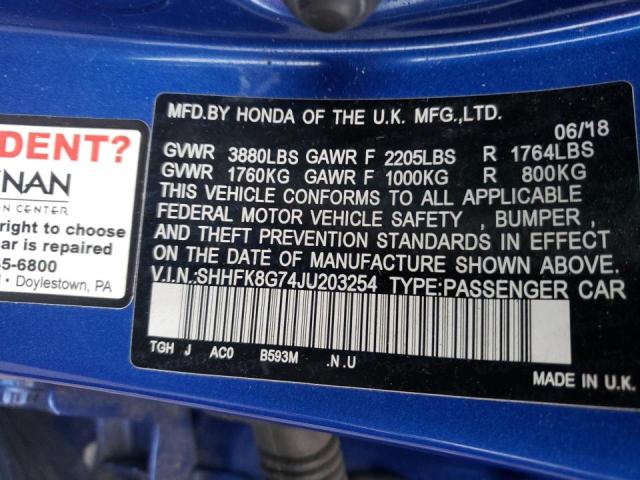 DENT?
NAN
N CENTER
right to choose
car is repaired
5-6800
Doylestown, PA
MFD.BY HONDA OF THE U.K. MFG.,LTD.
06/18
GVWR 3880LBS GAWR F 2205LBS R 1764LBS
GVWR 1760KG GAWR F 1000KG R 800KG
THIS VEHICLE CONFORMS TO ALL APPLICABLE
FEDERAL MOTOR VEHICLE SAFETY , BUMPER ,
AND THEFT PREVENTION STANDARDS IN EFFECT
ON THE DATE OF MANUFACTURE SHOWN ABOVE.
V.I.N.:SHHFK8G74JU203254 TYPE:PASSENGER CAR
TGH J AC0 B593M .N.U
MADE IN U.K.